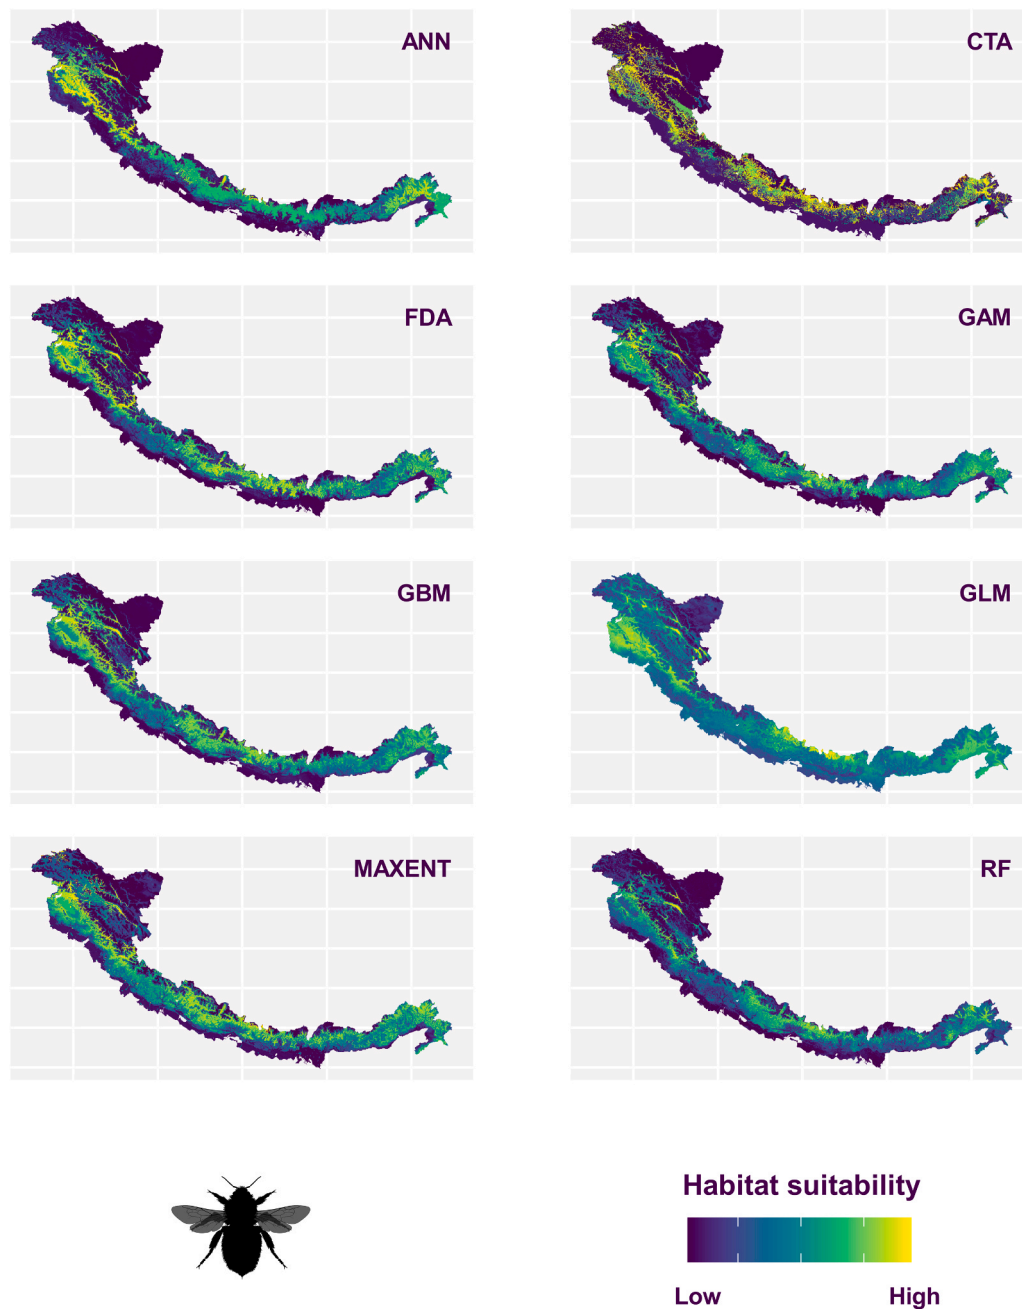 ANN
CTA
FDA
GAM
GBM
GLM
MAXENT
RF
Habitat suitability
Low
High